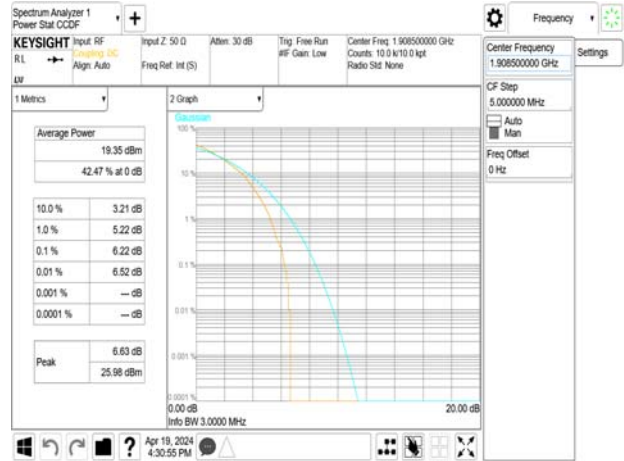 Spectrum Analyzer 1
Power Stat CCDF
+
Frequency
KEYSIGHT
RL
LXI
Input: RF
Coupling: DC
Align: Auto
Input Z: 50 Ω
Freq Ref: Int (S)
Atten: 30 dB
Trig: Free Run
#IF Gain: Low
Center Freq: 1.908500000 GHz
Counts: 10.0 k/10.0 kpt
Radio Std: None
Center Frequency
1.908500000 GHz
Settings
CF Step
5.000000 MHz
Auto
Man
Freq Offset
0 Hz
1 Metrics
Average Power
19.35 dBm
42.47 % at 0 dB
10.0 % 3.21 dB
1.0 % 5.22 dB
0.1 % 6.22 dB
0.01 % 6.52 dB
0.001 % --- dB
0.0001 % --- dB
Peak
6.63 dB
25.98 dBm
2 Graph
Gaussian
100 %
10 %
1 %
0.1 %
0.01 %
0.001 %
0.0001 %
0.00 dB
20.00 dB
Info BW 3.0000 MHz
?
Apr 19, 2024
4:30:55 PM